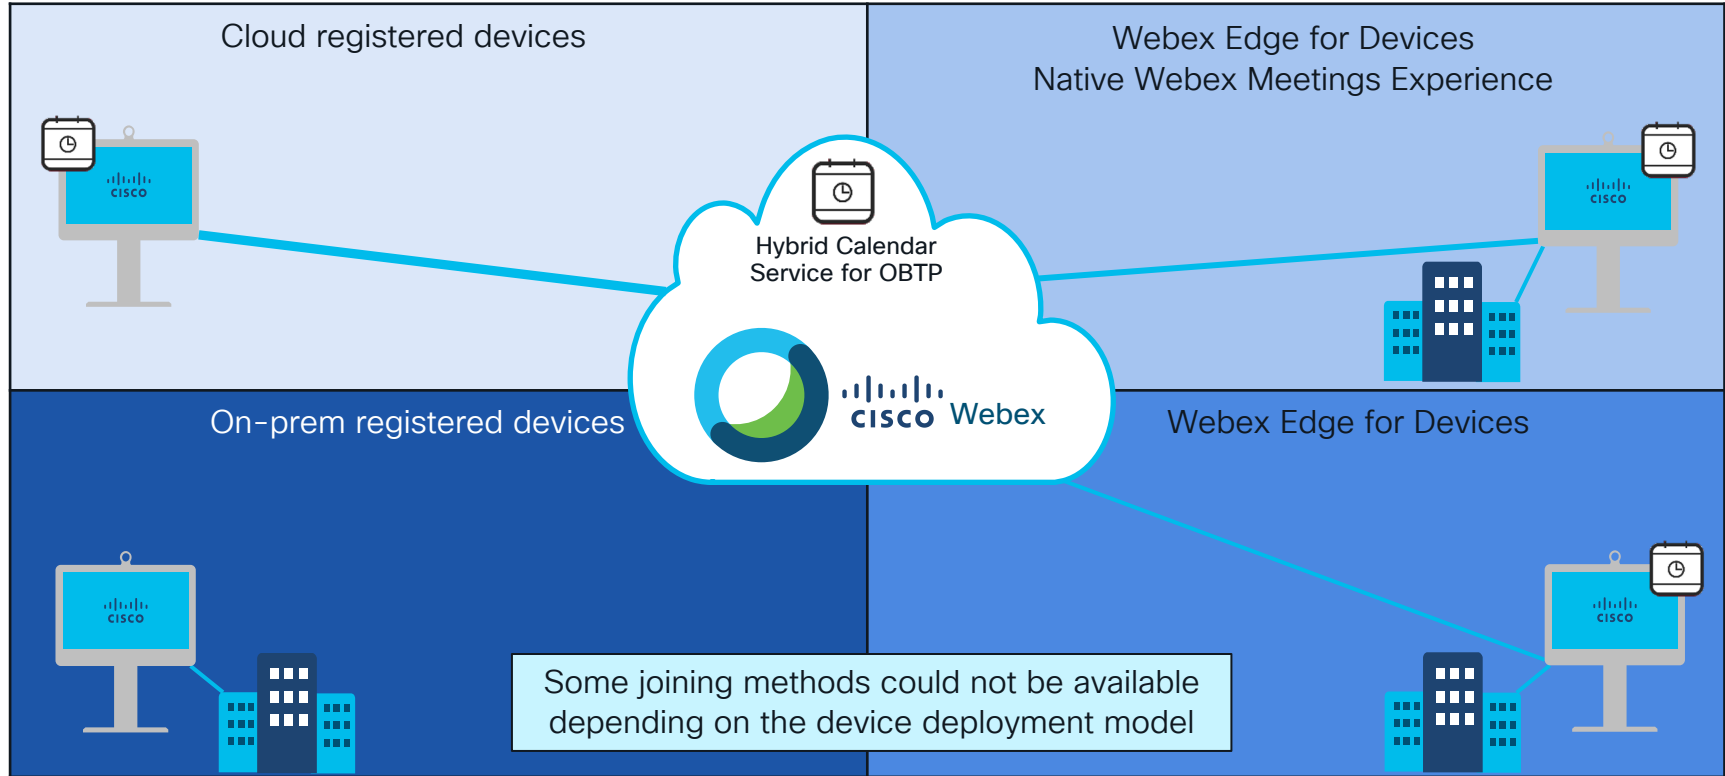 Cloud registered devices
Webex Edge for Devices
Native Webex Meetings Experience
CISCO
CISCO
Hybrid Calendar
Service for OBTP
CISCO Webex
On-prem registered devices
Webex Edge for Devices
CISCO
CISCO
Some joining methods could not be available
depending on the device deployment model